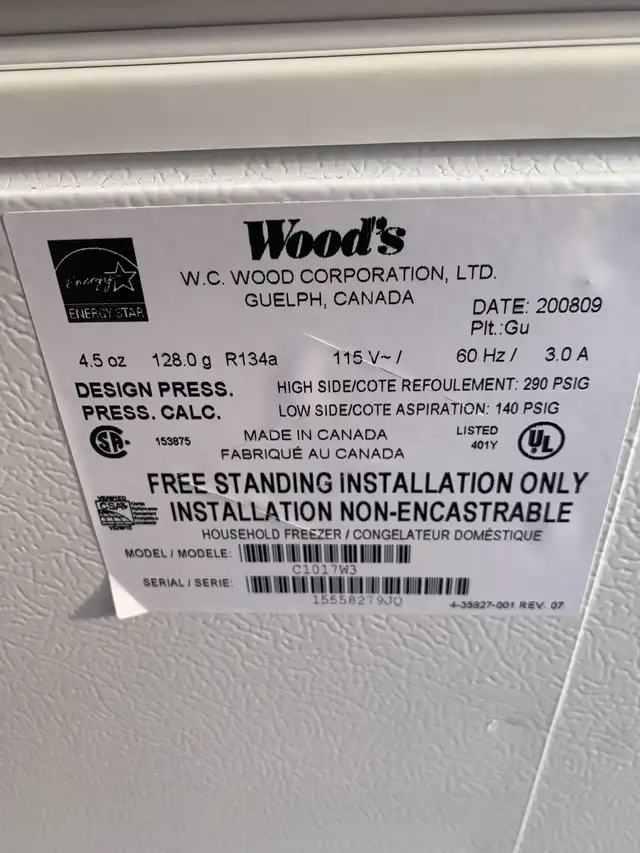 Wood's
W.C. WOOD CORPORATION, LTD.
GUELPH, CANADA
energy
ENERGY STAR
DATE: 200809
Plt.:Gu
4.5 oz 128.0 g R134a 115 V~ / 60 Hz / 3.0 A
DESIGN PRESS. HIGH SIDE/COTE REFOULEMENT: 290 PSIG
PRESS. CALC. LOW SIDE/COTE ASPIRATION: 140 PSIG
SA 153875 MADE IN CANADA LISTED UL
FABRIQUÉ AU CANADA 401Y
FREE STANDING INSTALLATION ONLY
INSTALLATION NON-ENCASTRABLE
CSA
HOUSEHOLD FREEZER / CONGELATEUR DOMÉSTIQUE
MODEL / MODELE:
C1017W3
SERIAL / SERIE:
15558279JQ
4-35927-001 REV. 07